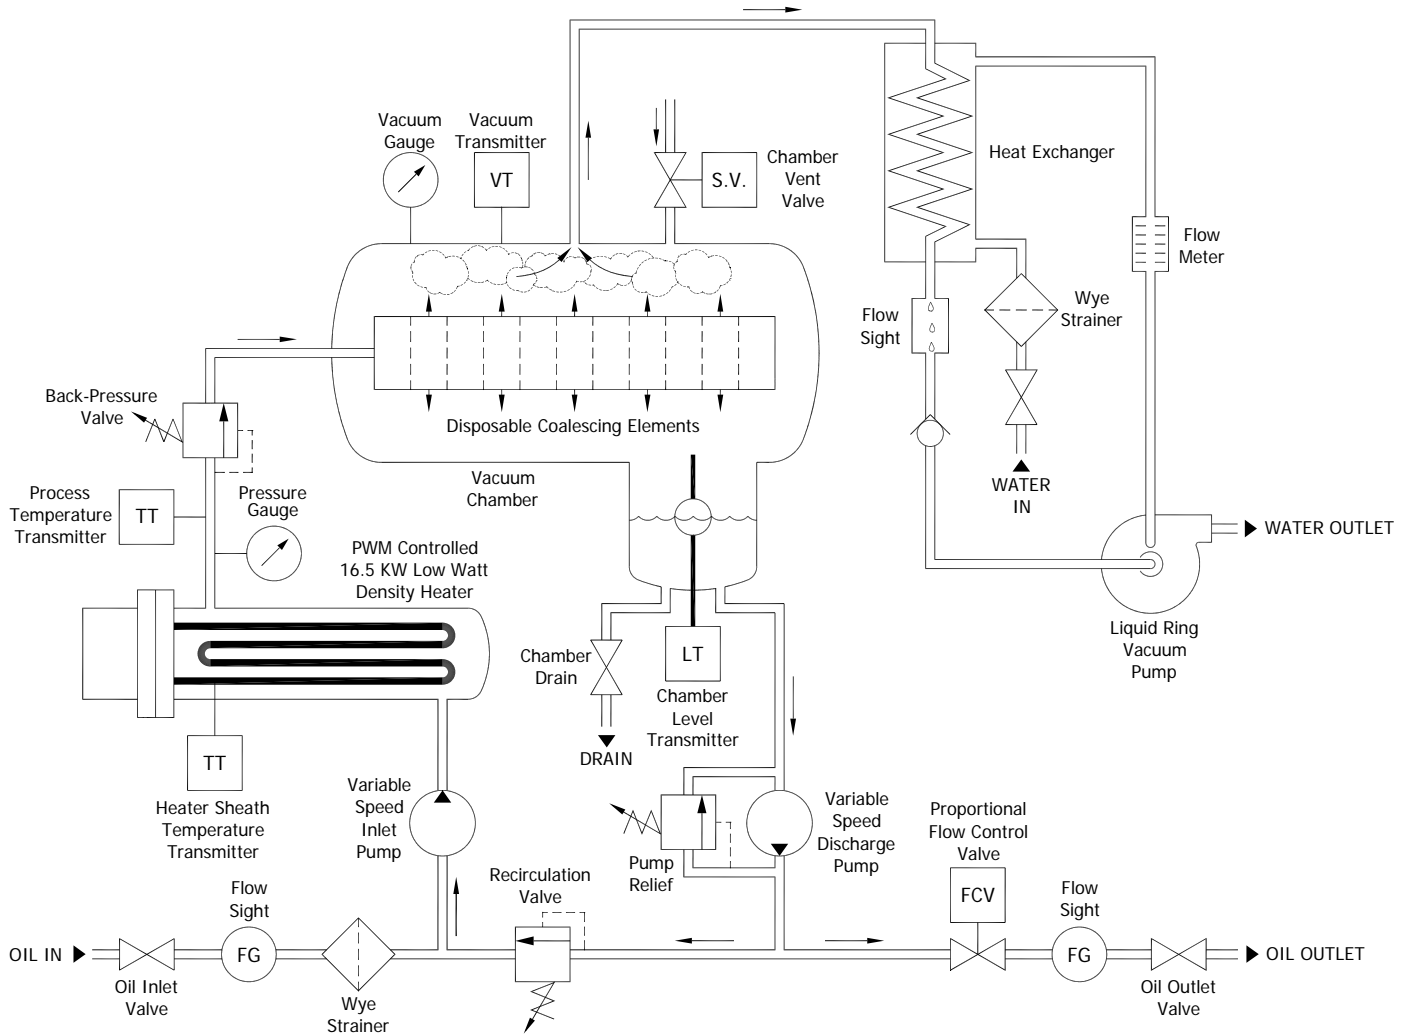 Vacuum
Gauge
Vacuum
Transmitter
VT
S.V.
Chamber
Vent
Valve
Heat Exchanger
Flow
Meter
Flow
Sight
Wye
Strainer
WATER
IN
WATER OUTLET
Liquid Ring
Vacuum
Pump
Back-Pressure
Valve
Disposable Coalescing Elements
Vacuum
Chamber
Process
Temperature
Transmitter
TT
Pressure
Gauge
PWM Controlled
16.5 KW Low Watt
Density Heater
TT
Heater Sheath
Temperature
Transmitter
Chamber
Drain
DRAIN
LT
Chamber
Level
Transmitter
Variable
Speed
Inlet
Pump
Pump
Relief
Variable
Speed
Discharge
Pump
Proportional
Flow Control
Valve
FCV
Recirculation
Valve
Flow
Sight
FG
OIL IN
Oil Inlet
Valve
Wye
Strainer
Flow
Sight
FG
OIL OUTLET
Oil Outlet
Valve